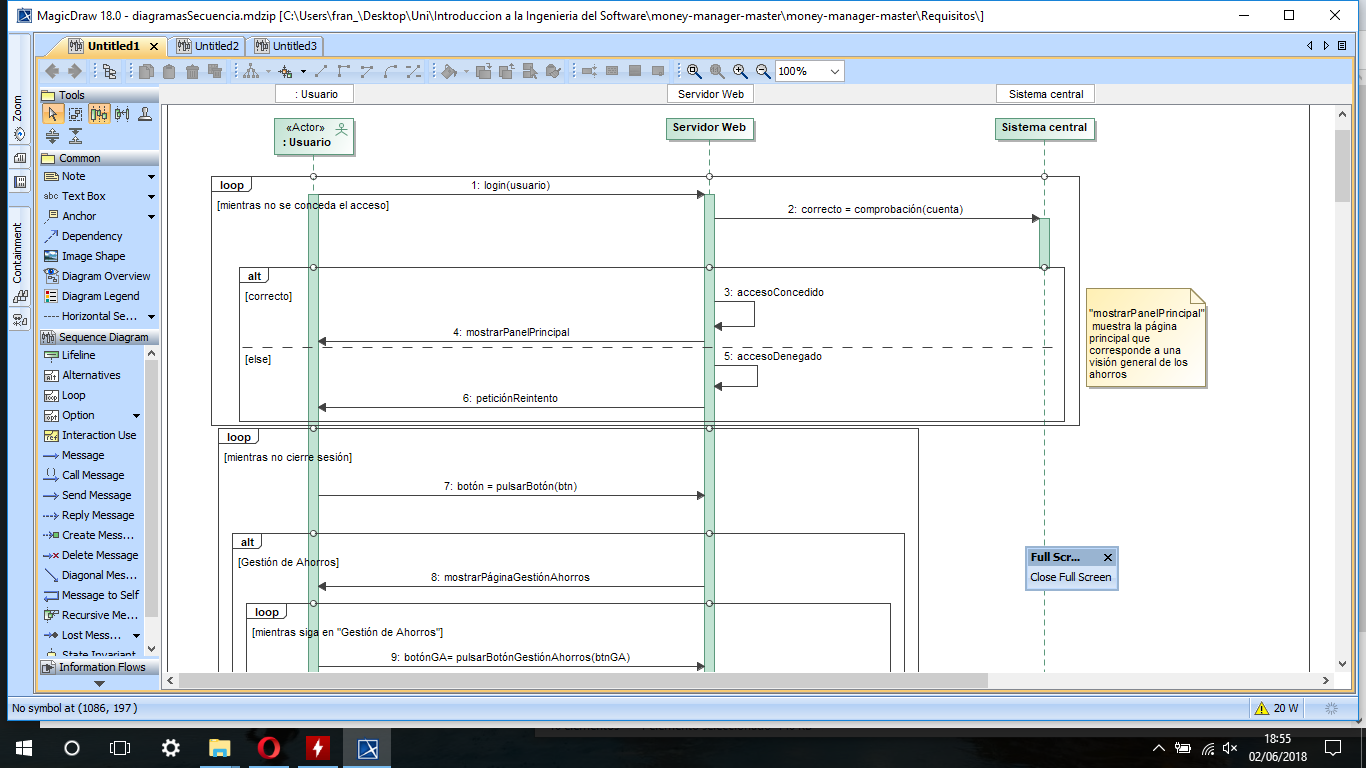 MagicDraw 18.0 - diagramasSecuencia.mdzip [C:\Users\fran_\Desktop\Uni\Introduccion a la Ingenieria del Software\money-manager-master\money-manager-master\Requisitos\]
Untitled1
Untitled2
Untitled3
100%
Zoom
Containment
Tools
Common
Note
abc Text Box
Anchor
Dependency
Image Shape
Diagram Overview
Diagram Legend
Horizontal Se...
Sequence Diagram
Lifeline
Alternatives
Loop
Option
Interaction Use
Message
Call Message
Send Message
Reply Message
Create Mess...
Delete Message
Diagonal Mes...
Message to Self
Recursive Me...
Lost Mess...
State Invariant
Information Flows
: Usuario
Servidor Web
Sistema central
«Actor»
: Usuario
Servidor Web
Sistema central
loop
[mientras no se conceda el acceso]
1: login(usuario)
2: correcto = comprobación(cuenta)
alt
[correcto]
3: accesoConcedido
4: mostrarPanelPrincipal
[else]
5: accesoDenegado
6: peticiónReintento
"mostrarPanelPrincipal"
muestra la página
principal que
corresponde a una
visión general de los
ahorros
loop
[mientras no cierre sesión]
7: botón = pulsarBotón(btn)
alt
[Gestión de Ahorros]
8: mostrarPáginaGestiónAhorros
loop
[mientras siga en "Gestión de Ahorros"]
9: botónGA= pulsarBotónGestiónAhorros(btnGA)
Full Scr...
Close Full Screen
No symbol at (1086, 197 )
20 W
18:55
02/06/2018